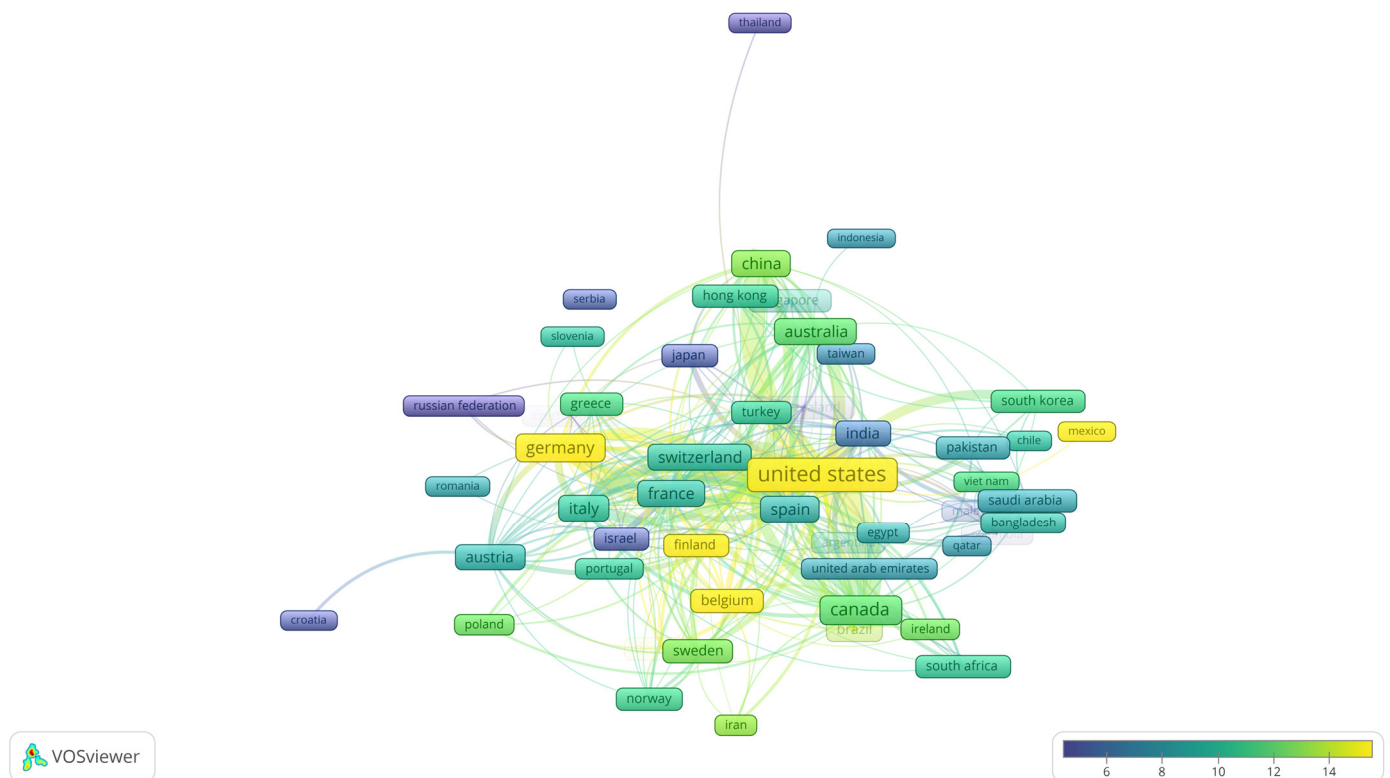 thailand
indonesia
china
hong kong
gapore
serbia
australia
slovenia
taiwan
japan
south korea
russian federation
greece
turkey
mexico
india
chile
germany
pakistan
switzerland
united states
viet nam
romania
france
saudi arabia
italy
spain
bangladesh
egypt
israel
finland
qatar
austria
portugal
united arab emirates
belgium
canada
croatia
poland
brazil
ireland
sweden
south africa
norway
iran
VOSviewer
6 8 10 12 14